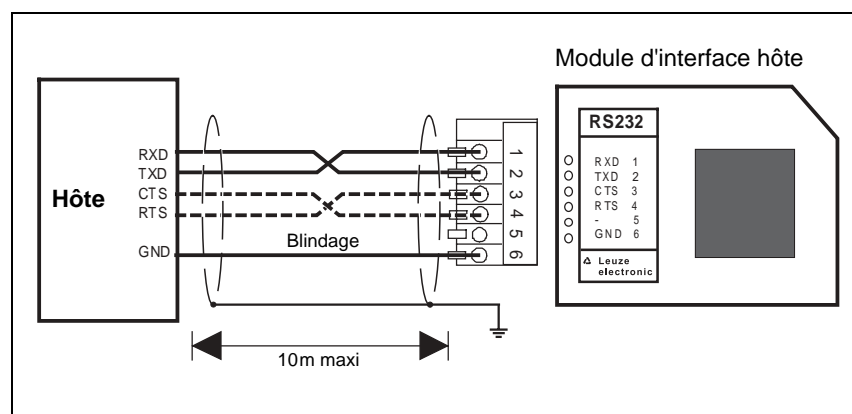 Module d'interface hôte
Hôte
RXD
TXD
CTS
RTS
GND
Blindage
10m maxi
1
2
3
4
5
6
RS232
RXD 1
TXD 2
CTS 3
RTS 4
- 5
GND 6
Leuze
electronic